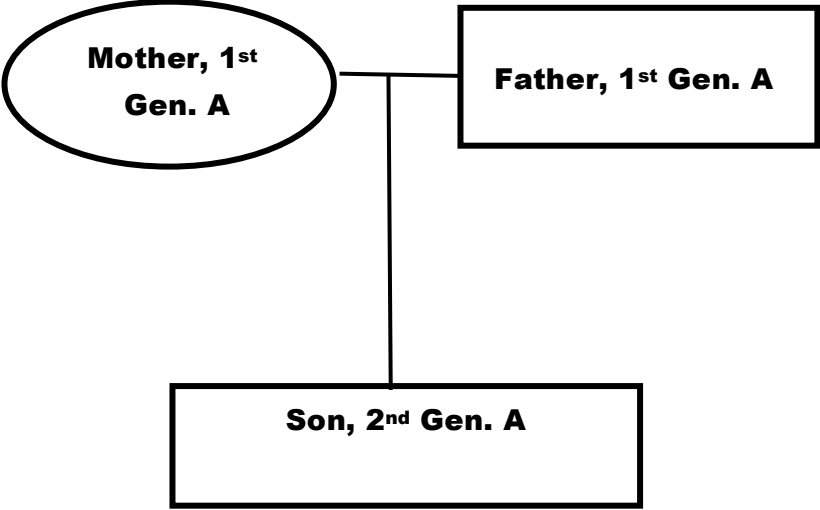 Mother, 1st
Gen. A
Father, 1st Gen. A
Son, 2nd Gen. A